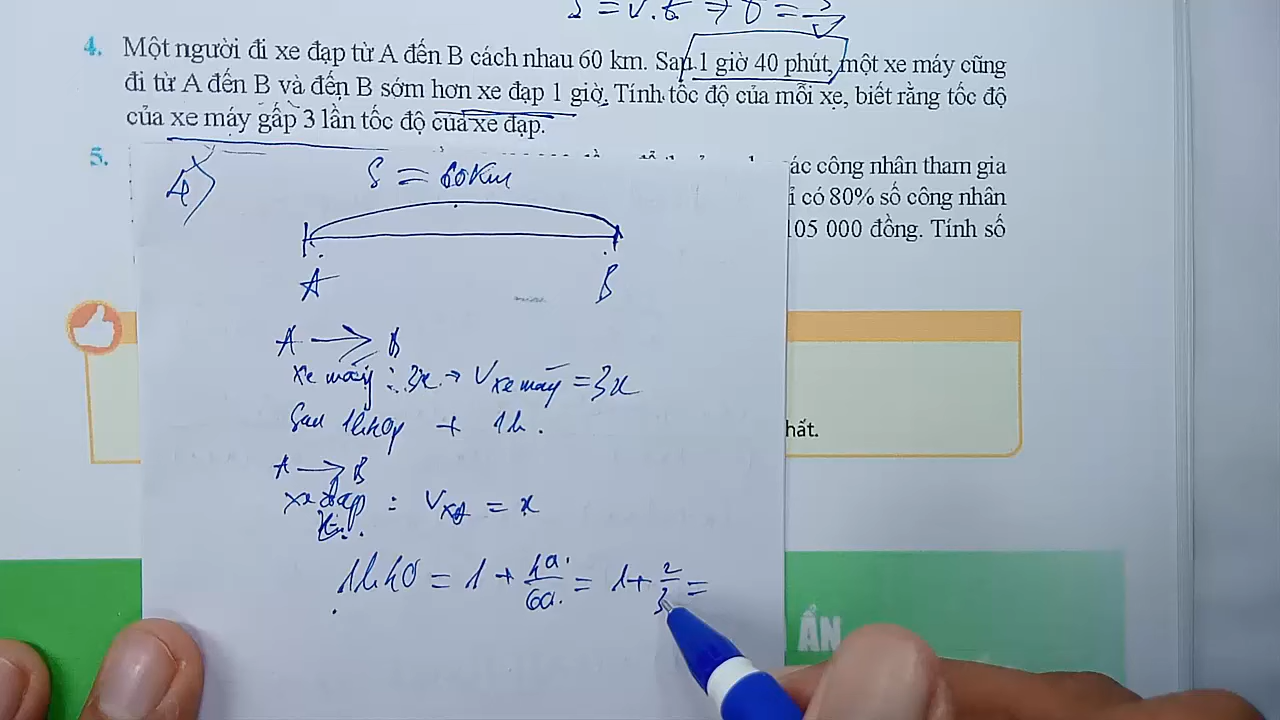 S = v.t → t = S/v
4. Một người đi xe đạp từ A đến B cách nhau 60 km. Sau 1 giờ 40 phút, một xe máy cũng
đi từ A đến B và đến B sớm hơn xe đạp 1 giờ. Tính tốc độ của mỗi xe, biết rằng tốc độ
của xe máy gấp 3 lần tốc độ của xe đạp.
5.
ác công nhân tham gia
có 80% số công nhân
105 000 đồng. Tính số
4)
S = 60km
A B
A → B
xe máy : 3x → V xe máy = 3x
Sau 1h40p + 1h.
A → B
xe đạp : Vxđ = x
1h40 = 1 + 40/60 = 1 + 2/3 =
hất.
ẨN